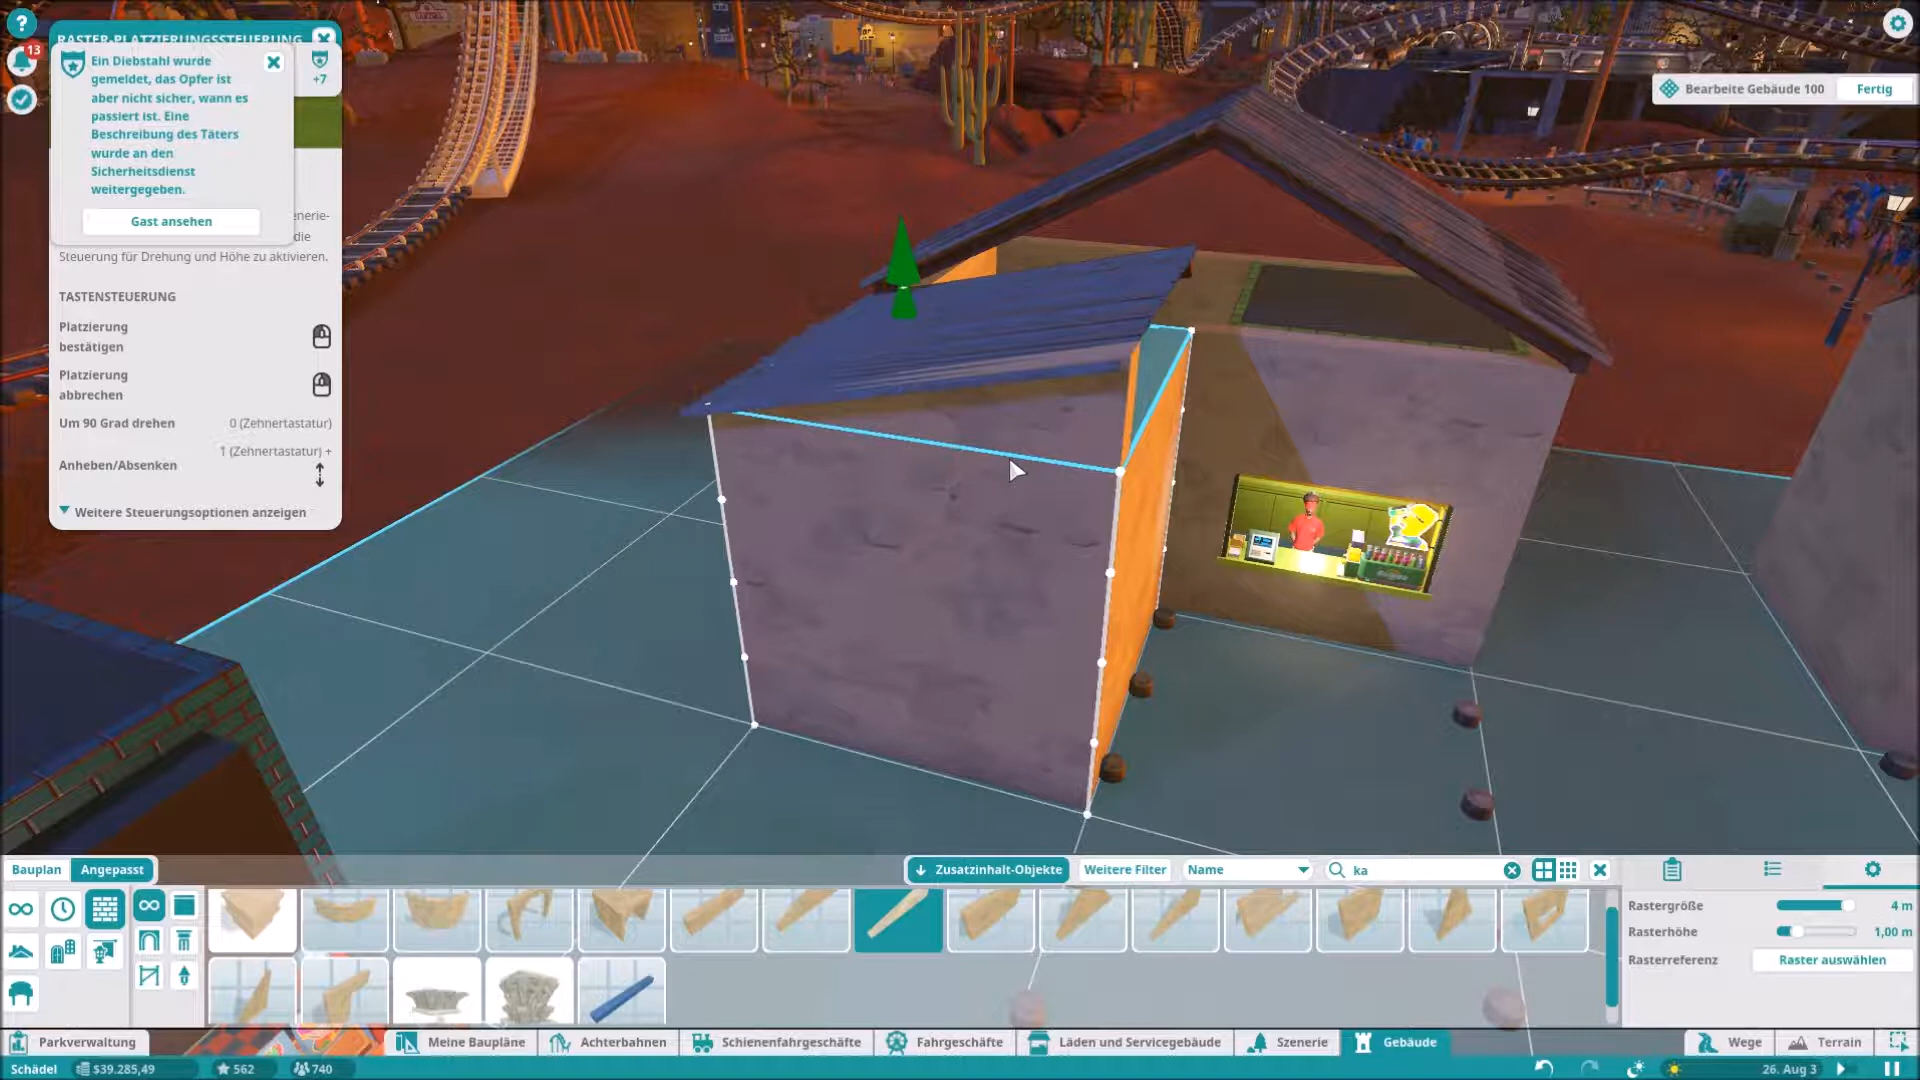 RASTER-PLATZIERUNGSSTEUERUNG
13
Ein Diebstahl wurde
gemeldet, das Opfer ist
aber nicht sicher, wann es
passiert ist. Eine
Beschreibung des Täters
wurde an den
Sicherheitsdienst
weitergegeben.
+7
Gast ansehen
enerie-
die
Steuerung für Drehung und Höhe zu aktivieren.
TASTENSTEUERUNG
Platzierung
bestätigen
Platzierung
abbrechen
Um 90 Grad drehen 0 (Zehnertastatur)
1 (Zehnertastatur) +
Anheben/Absenken
Weitere Steuerungsoptionen anzeigen
Bearbeite Gebäude 100 Fertig
Bauplan Angepasst
Zusatzinhalt-Objekte Weitere Filter Name ka
Rastergröße 4 m
Rasterhöhe 1,00 m
Rasterreferenz Raster auswählen
Parkverwaltung Meine Baupläne Achterbahnen Schienenfahrgeschäfte Fahrgeschäfte Läden und Servicegebäude Szenerie Gebäude Wege Terrain
Schädel $39.285,49 562 740 26. Aug 3